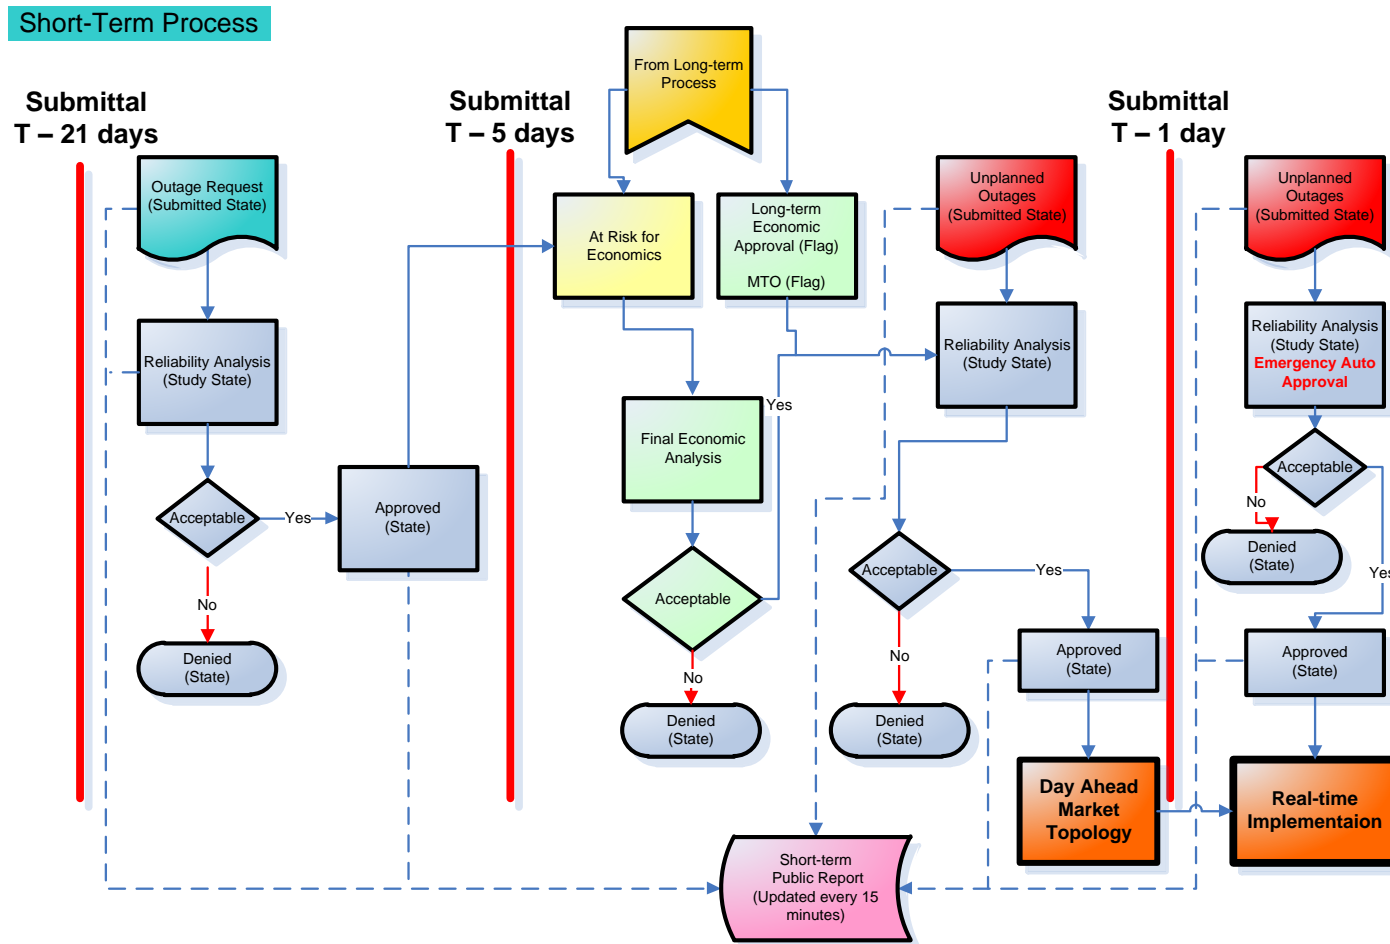 Short-Term Process
Submittal
T – 21 days
Submittal
T – 5 days
Submittal
T – 1 day
From Long-term
Process
Outage Request
(Submitted State)
Reliability Analysis
(Study State)
Acceptable
Yes
Approved
(State)
No
Denied
(State)
At Risk for
Economics
Long-term
Economic
Approval (Flag)
MTO (Flag)
Final Economic
Analysis
Acceptable
Yes
No
Denied
(State)
Unplanned
Outages
(Submitted State)
Reliability Analysis
(Study State)
Acceptable
Yes
No
Denied
(State)
Approved
(State)
Day Ahead
Market
Topology
Unplanned
Outages
(Submitted State)
Reliability Analysis
(Study State)
Emergency Auto
Approval
Acceptable
No
Denied
(State)
Yes
Approved
(State)
Real-time
Implementaion
Short-term
Public Report
(Updated every 15
minutes)